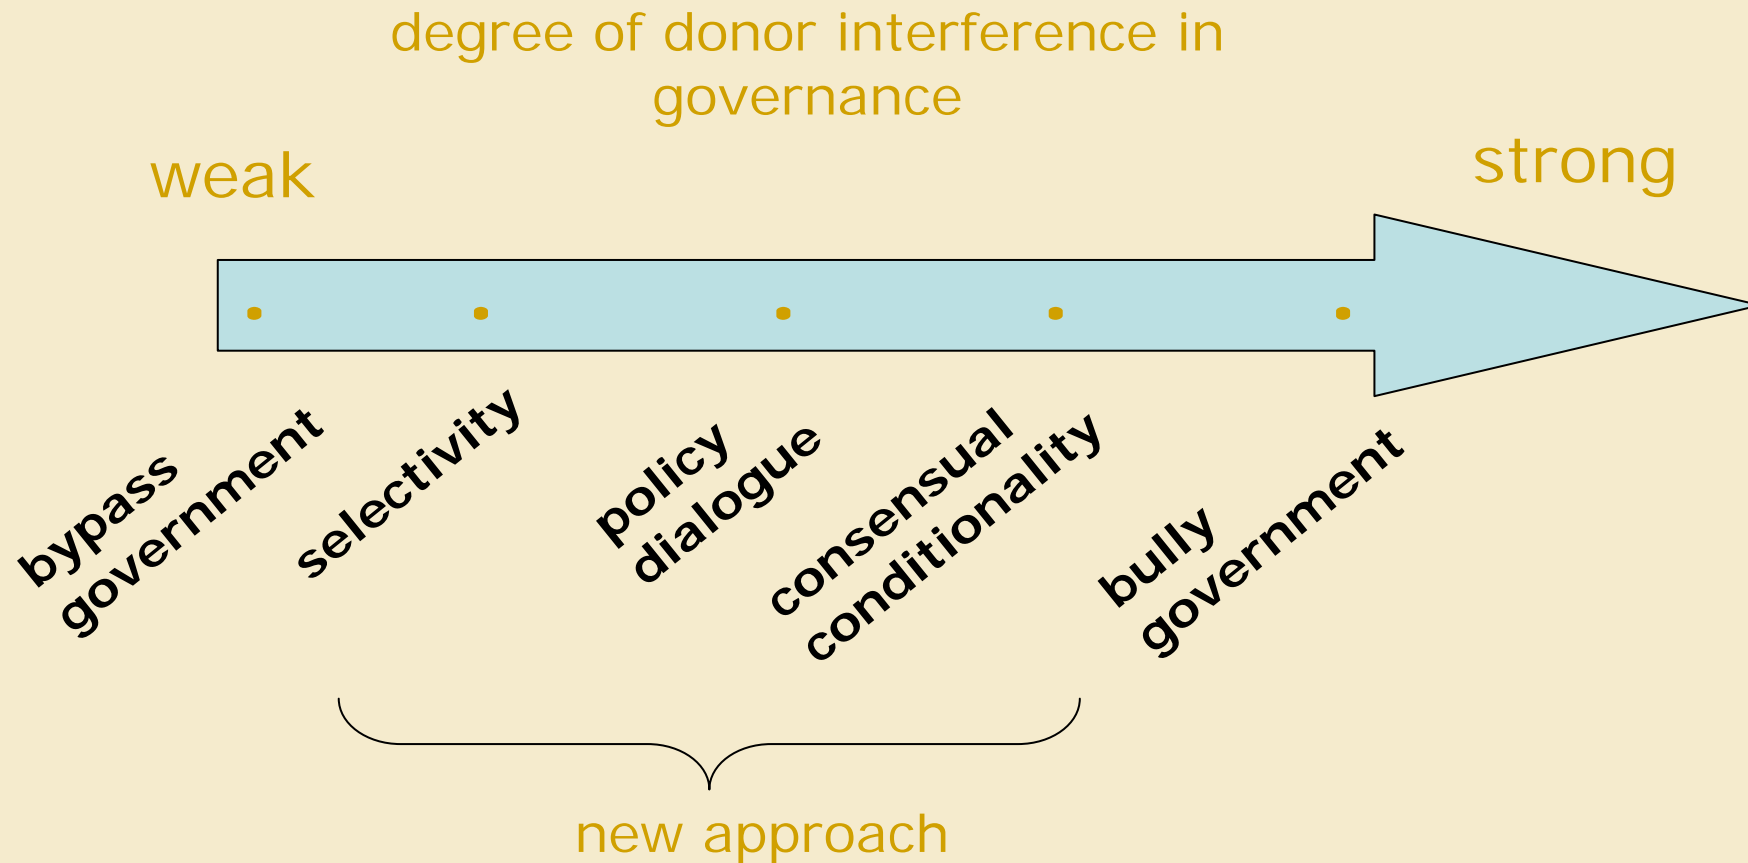 degree of donor interference in
governance
weak
strong
bypass
government
selectivity
policy
dialogue
consensual
conditionality
bully
government
new approach